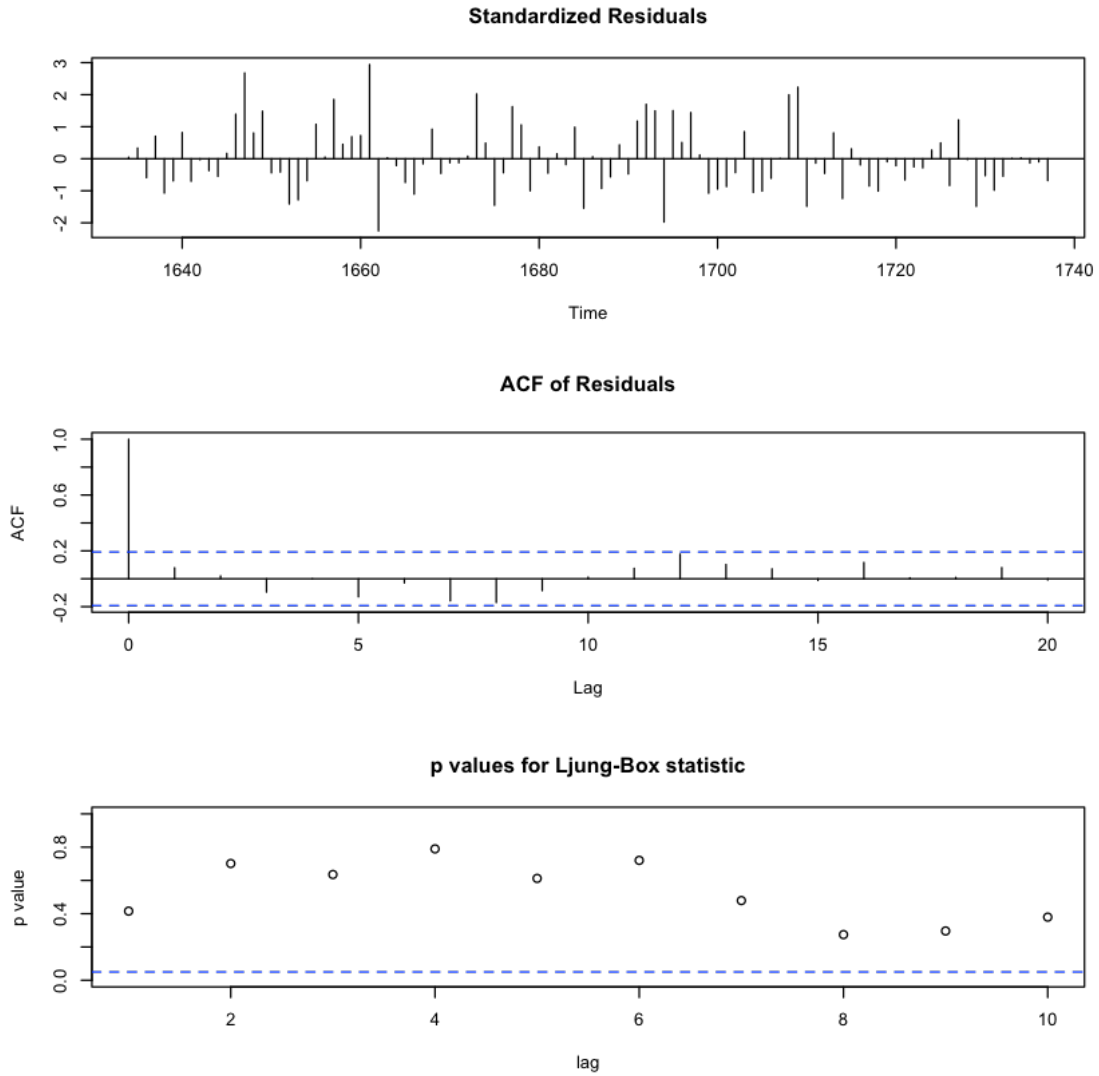 Standardized Residuals
3
2
1
0
-1
-2
1640 1660 1680 1700 1720 1740
Time
ACF of Residuals
ACF
1.0
0.6
0.2
-0.2
0 5 10 15 20
Lag
p values for Ljung-Box statistic
p value
0.8
0.4
0.0
2 4 6 8 10
lag